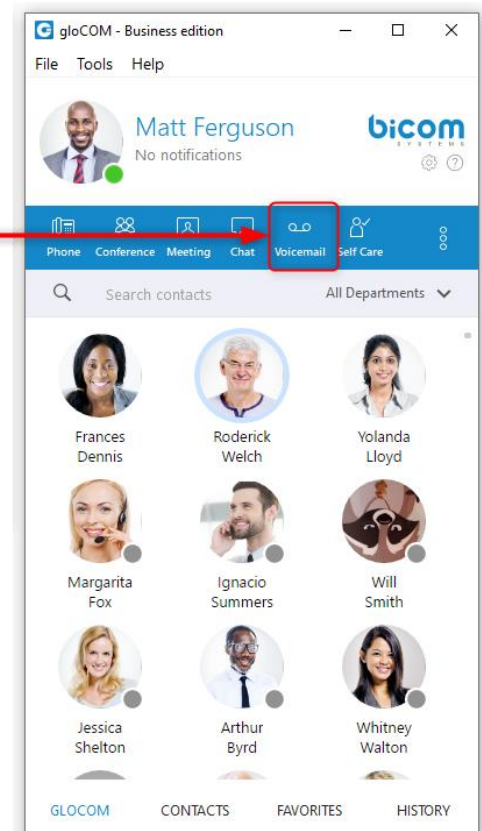 gloCOM - Business edition
File Tools Help
Matt Ferguson
No notifications
bicom
SYSTEMS
Phone Conference Meeting Chat Voicemail Self Care
Search contacts All Departments
Frances Dennis
Roderick Welch
Yolanda Lloyd
Margarita Fox
Ignacio Summers
Will Smith
Jessica Shelton
Arthur Byrd
Whitney Walton
GLOCOM CONTACTS FAVORITES HISTORY